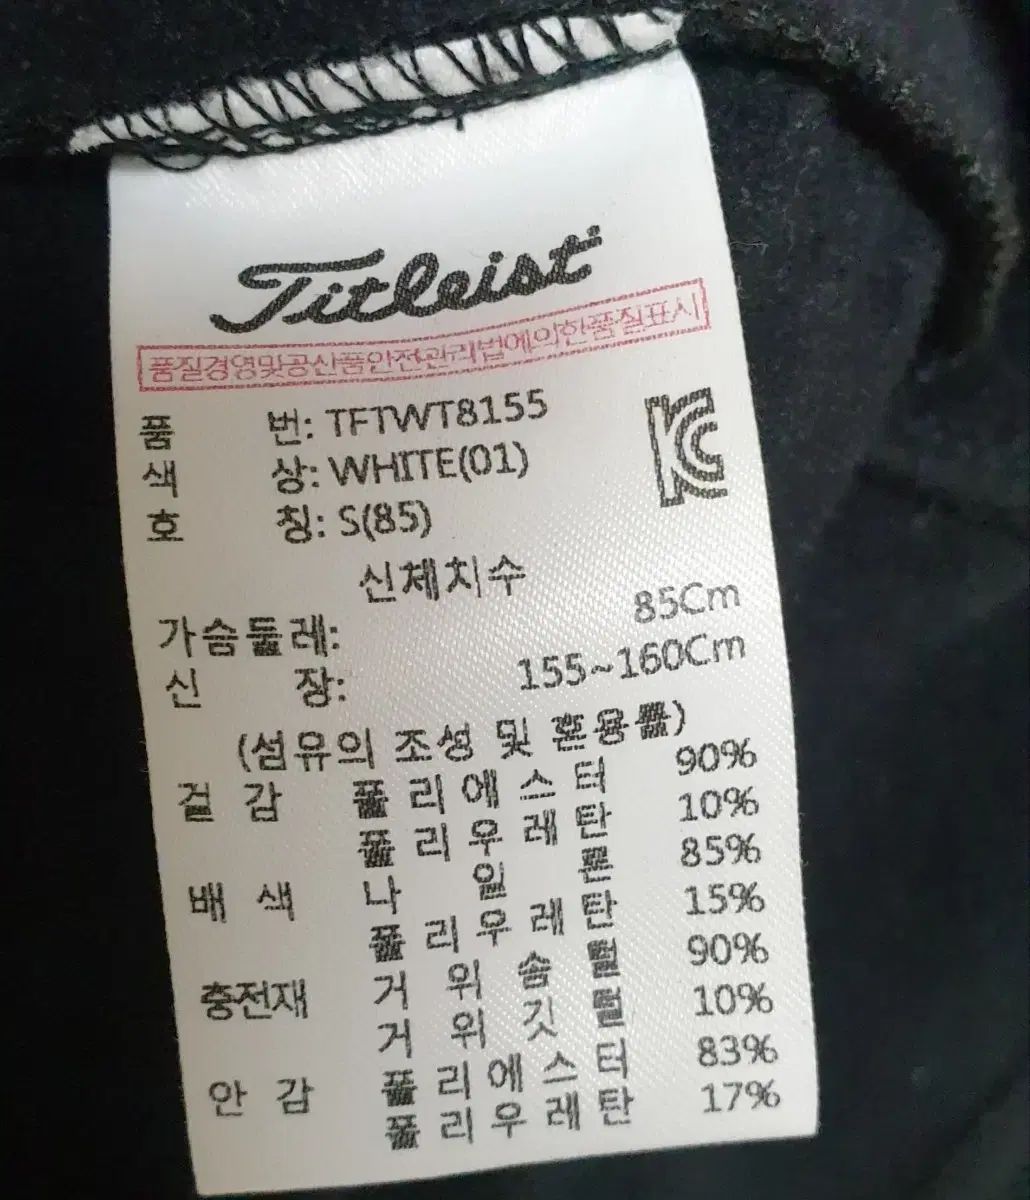 Titleist
품질경영및공산품안전관리법에의한품질표시
품 번: TFTWT8155
색 상: WHITE(01)
호 칭: S(85)
신체치수
가슴둘레: 85Cm
신 장: 155~160Cm
(섬유의 조성 및 혼용률)
겉 감 폴 리 에 스 터 90%
폴 리 우 레 탄 10%
배 색 나 일 론 85%
폴 리 우 레 탄 15%
충전재 거 위 솜 털 90%
거 위 깃 털 10%
안 감 폴 리 에 스 터 83%
폴 리 우 레 탄 17%